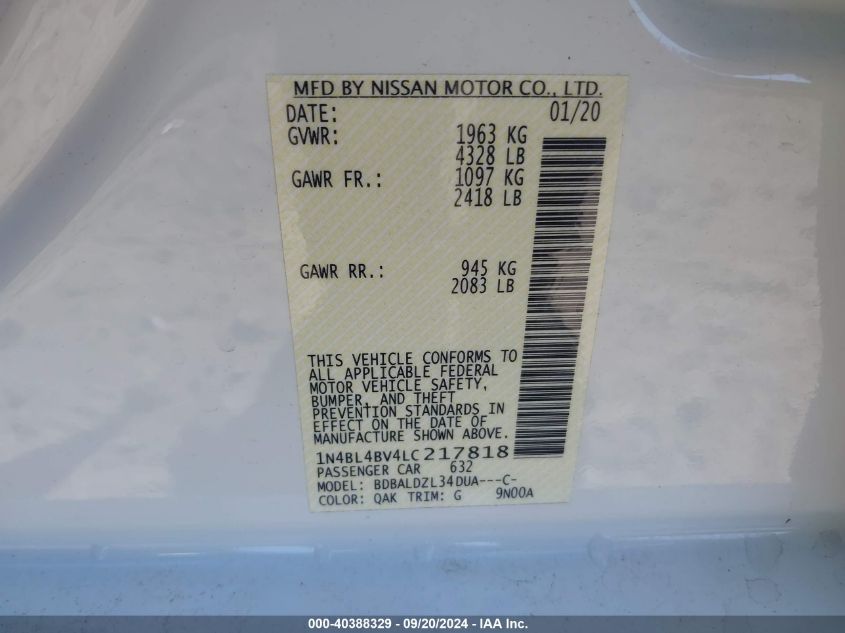 MFD BY NISSAN MOTOR CO., LTD.
DATE: 01/20
GVWR: 1963 KG
4328 LB
GAWR FR.: 1097 KG
2418 LB
GAWR RR.: 945 KG
2083 LB
THIS VEHICLE CONFORMS TO
ALL APPLICABLE FEDERAL
MOTOR VEHICLE SAFETY,
BUMPER, AND THEFT
PREVENTION STANDARDS IN
EFFECT ON THE DATE OF
MANUFACTURE SHOWN ABOVE.
1N4BL4BV4LC217818
PASSENGER CAR 632
MODEL: BDBALDZL34DUA---C-
COLOR: QAK TRIM: G 9N00A
000-40388329 - 09/20/2024 - IAA Inc.